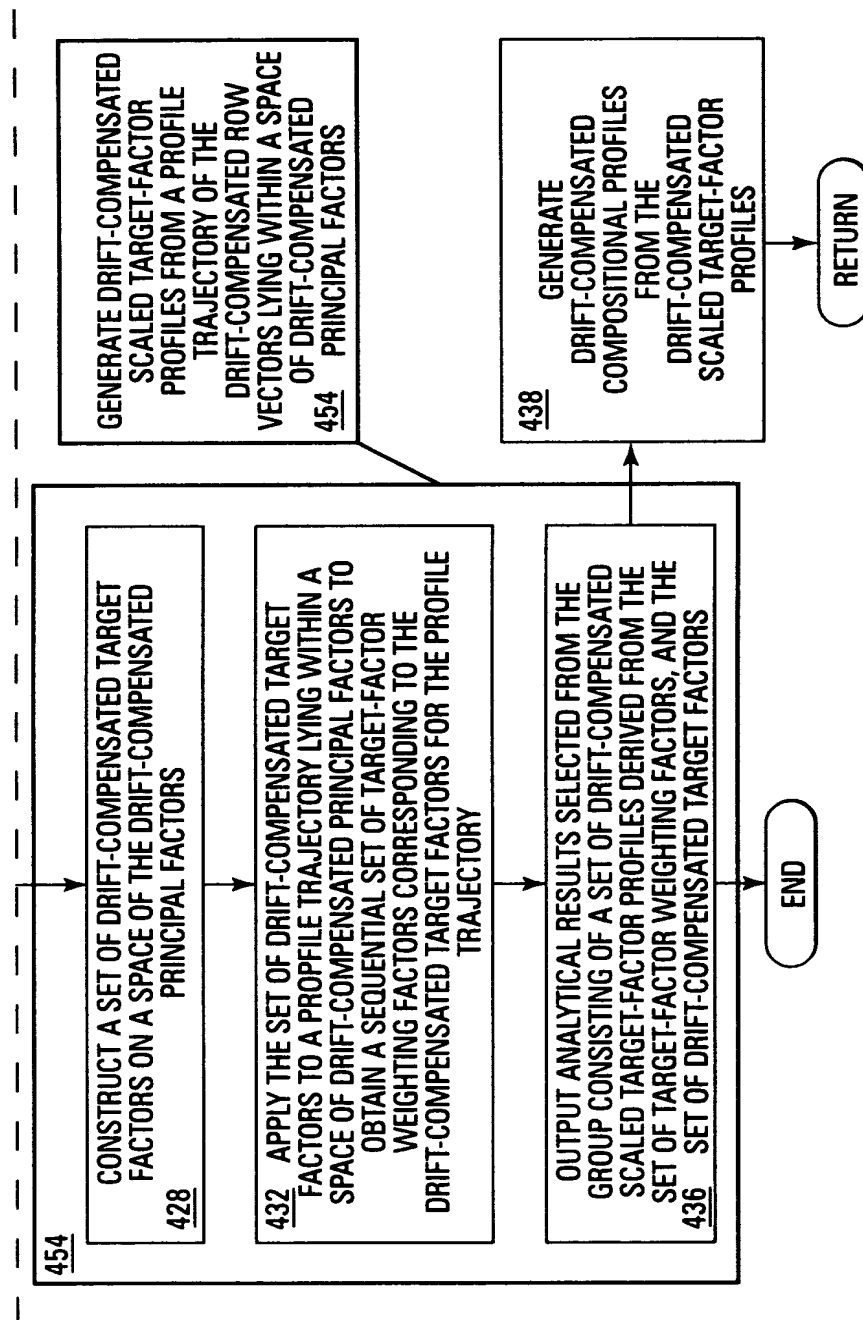 454
CONSTRUCT A SET OF DRIFT-COMPENSATED TARGET
FACTORS ON A SPACE OF THE DRIFT-COMPENSATED
PRINCIPAL FACTORS
428
432 APPLY THE SET OF DRIFT-COMPENSATED TARGET
FACTORS TO A PROPFILE TRAJECTORY LYING WITHIN A
SPACE OF DRIFT-COMPENSATED PRINCIPAL FACTORS TO
OBTAIN A SEQUENTIAL SET OF TARGET-FACTOR
WEIGHTING FACTORS CORRESPONDING TO THE
DRIFT-COMPENSATED TARGET FACTORS FOR THE PROFILE
TRAJECTORY
OUTPUT ANALYTICAL RESULTS SELECTED FROM THE
GROUP CONSISTING OF A SET OF DRIFT-COMPENSATED
SCALED TARGET-FACTOR PROFILES DERIVED FROM THE
SET OF TARGET-FACTOR WEIGHTING FACTORS, AND THE
436 SET OF DRIFT-COMPENSATED TARGET FACTORS
END
GENERATE DRIFT-COMPENSATED
SCALED TARGET-FACTOR
PROFILES FROM A PROFILE
TRAJECTORY OF THE
DRIFT-COMPENSATED ROW
VECTORS LYING WITHIN A SPACE
OF DRIFT-COMPENSATED
454 PRINCIPAL FACTORS
438
GENERATE
DRIFT-COMPENSATED
COMPOSITIONAL PROFILES
FROM THE
DRIFT-COMPENSATED
SCALED TARGET-FACTOR
PROFILES
RETURN